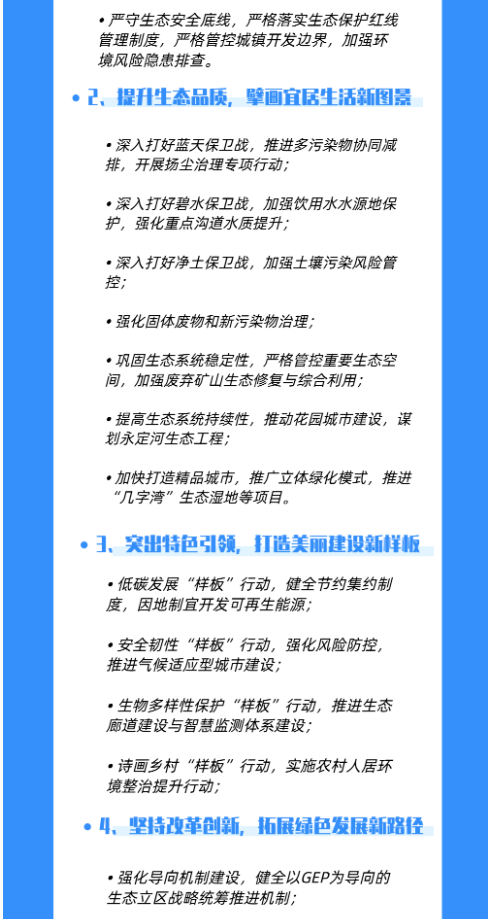 • 严守生态安全底线，严格落实生态保护红线
管理制度，严格管控城镇开发边界，加强环
境风险隐患排查。
• 2、提升生态品质，擘画宜居生活新图景
• 深入打好蓝天保卫战，推进多污染物协同减
排，开展扬尘治理专项行动；
• 深入打好碧水保卫战，加强饮用水水源地保
护，强化重点沟道水质提升；
• 深入打好净土保卫战，加强土壤污染风险管
控；
• 强化固体废物和新污染物治理；
• 巩固生态系统稳定性，严格管控重要生态空
间，加强废弃矿山生态修复与综合利用；
• 提高生态系统持续性，推动花园城市建设，谋
划永定河生态工程；
• 加快打造精品城市，推广立体绿化模式，推进
“几字湾”生态湿地等项目。
• 3、突出特色引领，打造美丽建设新样板
• 低碳发展“样板”行动，健全节约集约制
度，因地制宜开发可再生能源；
• 安全韧性“样板”行动，强化风险防控，
推进气候适应型城市建设；
• 生物多样性保护“样板”行动，推进生态
廊道建设与智慧监测体系建设；
• 诗画乡村“样板”行动，实施农村人居环
境整治提升行动；
• 4、坚持改革创新，拓展绿色发展新路径
• 强化导向机制建设，健全以GEP为导向的
生态立区战略统筹推进机制；